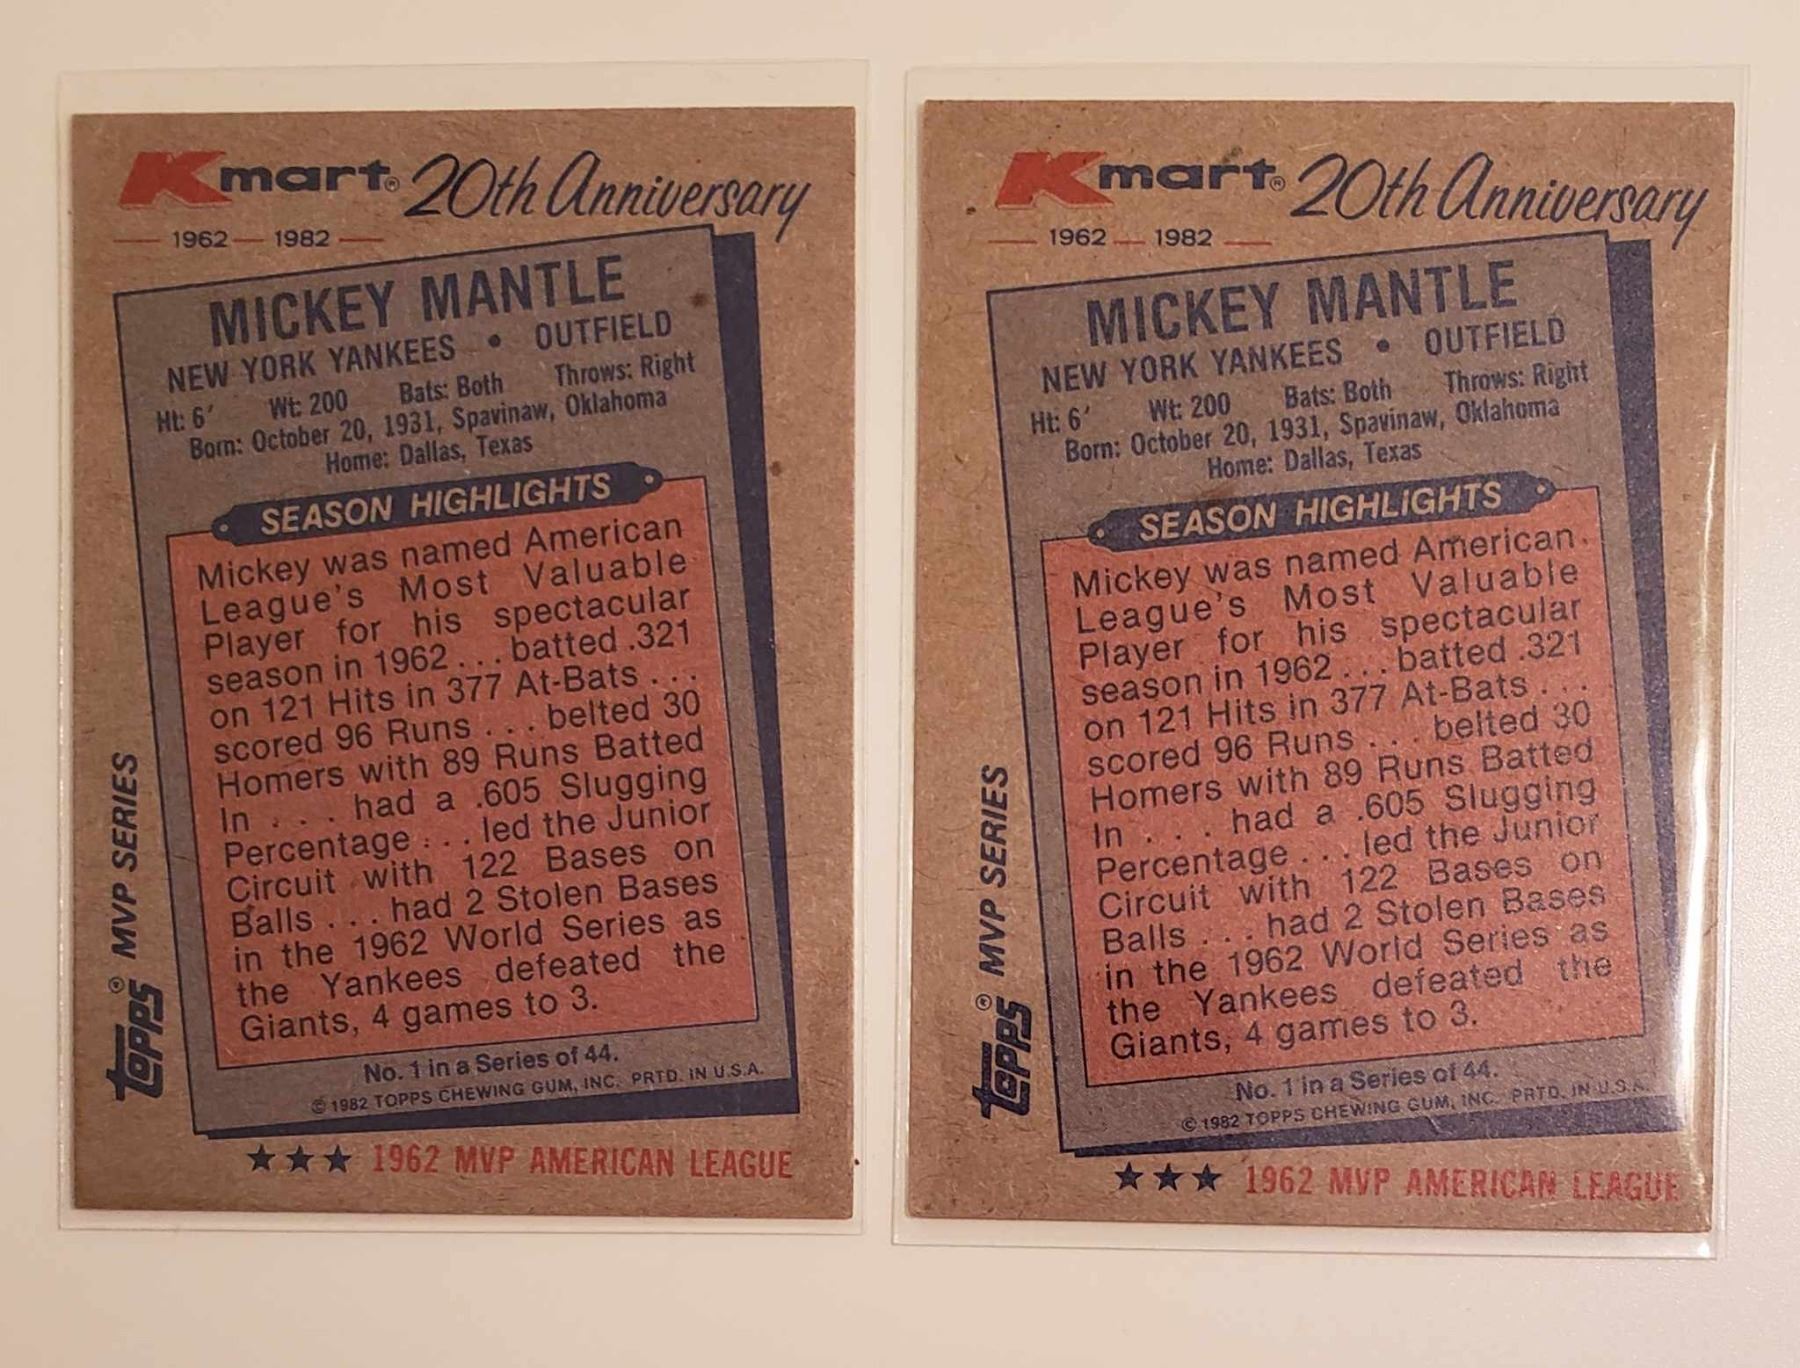 Kmart® 20th Anniversary
1962 — 1982
MICKEY MANTLE
NEW YORK YANKEES • OUTFIELD
Ht: 6' Wt: 200 Bats: Both Throws: Right
Born: October 20, 1931, Spavinaw, Oklahoma
Home: Dallas, Texas
SEASON HIGHLIGHTS
Mickey was named American
League's Most Valuable
Player for his spectacular
season in 1962 . . . batted .321
on 121 Hits in 377 At-Bats . . .
scored 96 Runs . . . belted 30
Homers with 89 Runs Batted
In . . . had a .605 Slugging
Percentage . . . led the Junior
Circuit with 122 Bases on
Balls . . . had 2 Stolen Bases
in the 1962 World Series as
the Yankees defeated the
Giants, 4 games to 3.
No. 1 in a Series of 44.
© 1982 TOPPS CHEWING GUM, INC. PRTD. IN U.S.A.
topps® MVP SERIES
★★★ 1962 MVP AMERICAN LEAGUE
Kmart® 20th Anniversary
1962 — 1982
MICKEY MANTLE
NEW YORK YANKEES • OUTFIELD
Ht: 6' Wt: 200 Bats: Both Throws: Right
Born: October 20, 1931, Spavinaw, Oklahoma
Home: Dallas, Texas
SEASON HIGHLIGHTS
Mickey was named American
League's Most Valuable
Player for his spectacular
season in 1962 . . . batted .321
on 121 Hits in 377 At-Bats . . .
scored 96 Runs . . . belted 30
Homers with 89 Runs Batted
In . . . had a .605 Slugging
Percentage . . . led the Junior
Circuit with 122 Bases on
Balls . . . had 2 Stolen Bases
in the 1962 World Series as
the Yankees defeated the
Giants, 4 games to 3.
No. 1 in a Series of 44.
© 1982 TOPPS CHEWING GUM, INC. PRTD. IN U.S.A.
topps® MVP SERIES
★★★ 1962 MVP AMERICAN LEAGUE